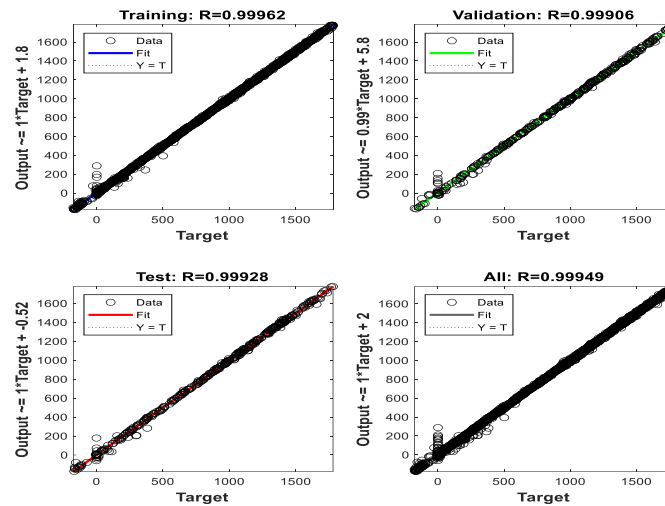 Training: R=0.99962
Output ~= 1*Target + 1.8
1600
1400
1200
1000
800
600
400
200
0
Data
Fit
Y = T
0
500
1000
1500
Target
Validation: R=0.99906
Output ~= 0.99*Target + 5.8
1600
1400
1200
1000
800
600
400
200
0
Data
Fit
Y = T
0
500
1000
1500
Target
Test: R=0.99928
Output ~= 1*Target + -0.52
1600
1400
1200
1000
800
600
400
200
0
Data
Fit
Y = T
0
500
1000
1500
Target
All: R=0.99949
Output ~= 1*Target + 2
1600
1400
1200
1000
800
600
400
200
0
Data
Fit
Y = T
0
500
1000
1500
Target